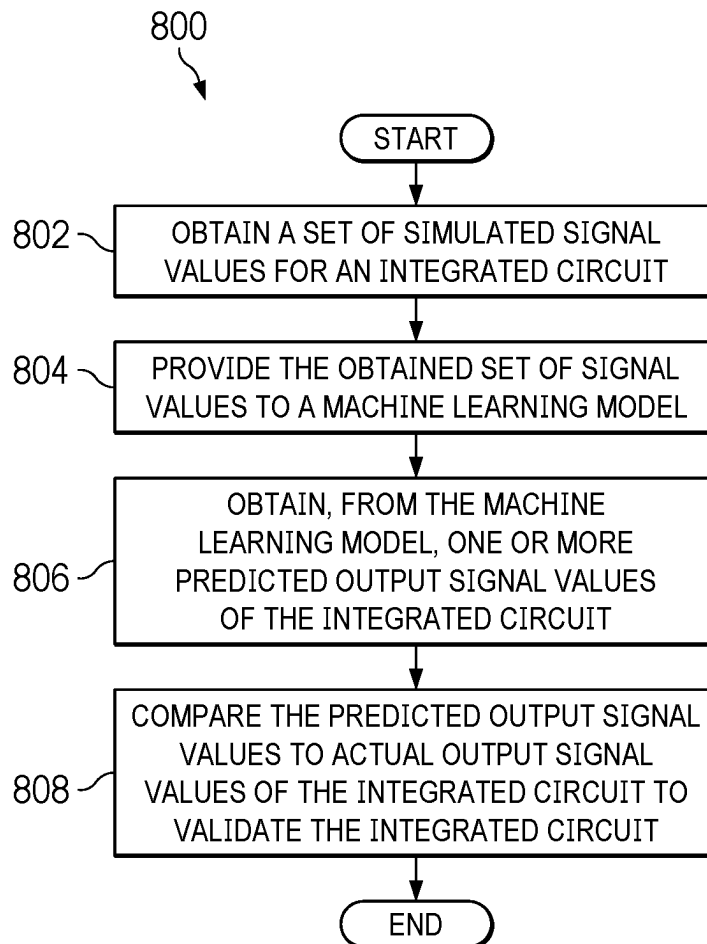 800
START
802
OBTAIN A SET OF SIMULATED SIGNAL
VALUES FOR AN INTEGRATED CIRCUIT
804
PROVIDE THE OBTAINED SET OF SIGNAL
VALUES TO A MACHINE LEARNING MODEL
806
OBTAIN, FROM THE MACHINE
LEARNING MODEL, ONE OR MORE
PREDICTED OUTPUT SIGNAL VALUES
OF THE INTEGRATED CIRCUIT
808
COMPARE THE PREDICTED OUTPUT SIGNAL
VALUES TO ACTUAL OUTPUT SIGNAL
VALUES OF THE INTEGRATED CIRCUIT TO
VALIDATE THE INTEGRATED CIRCUIT
END